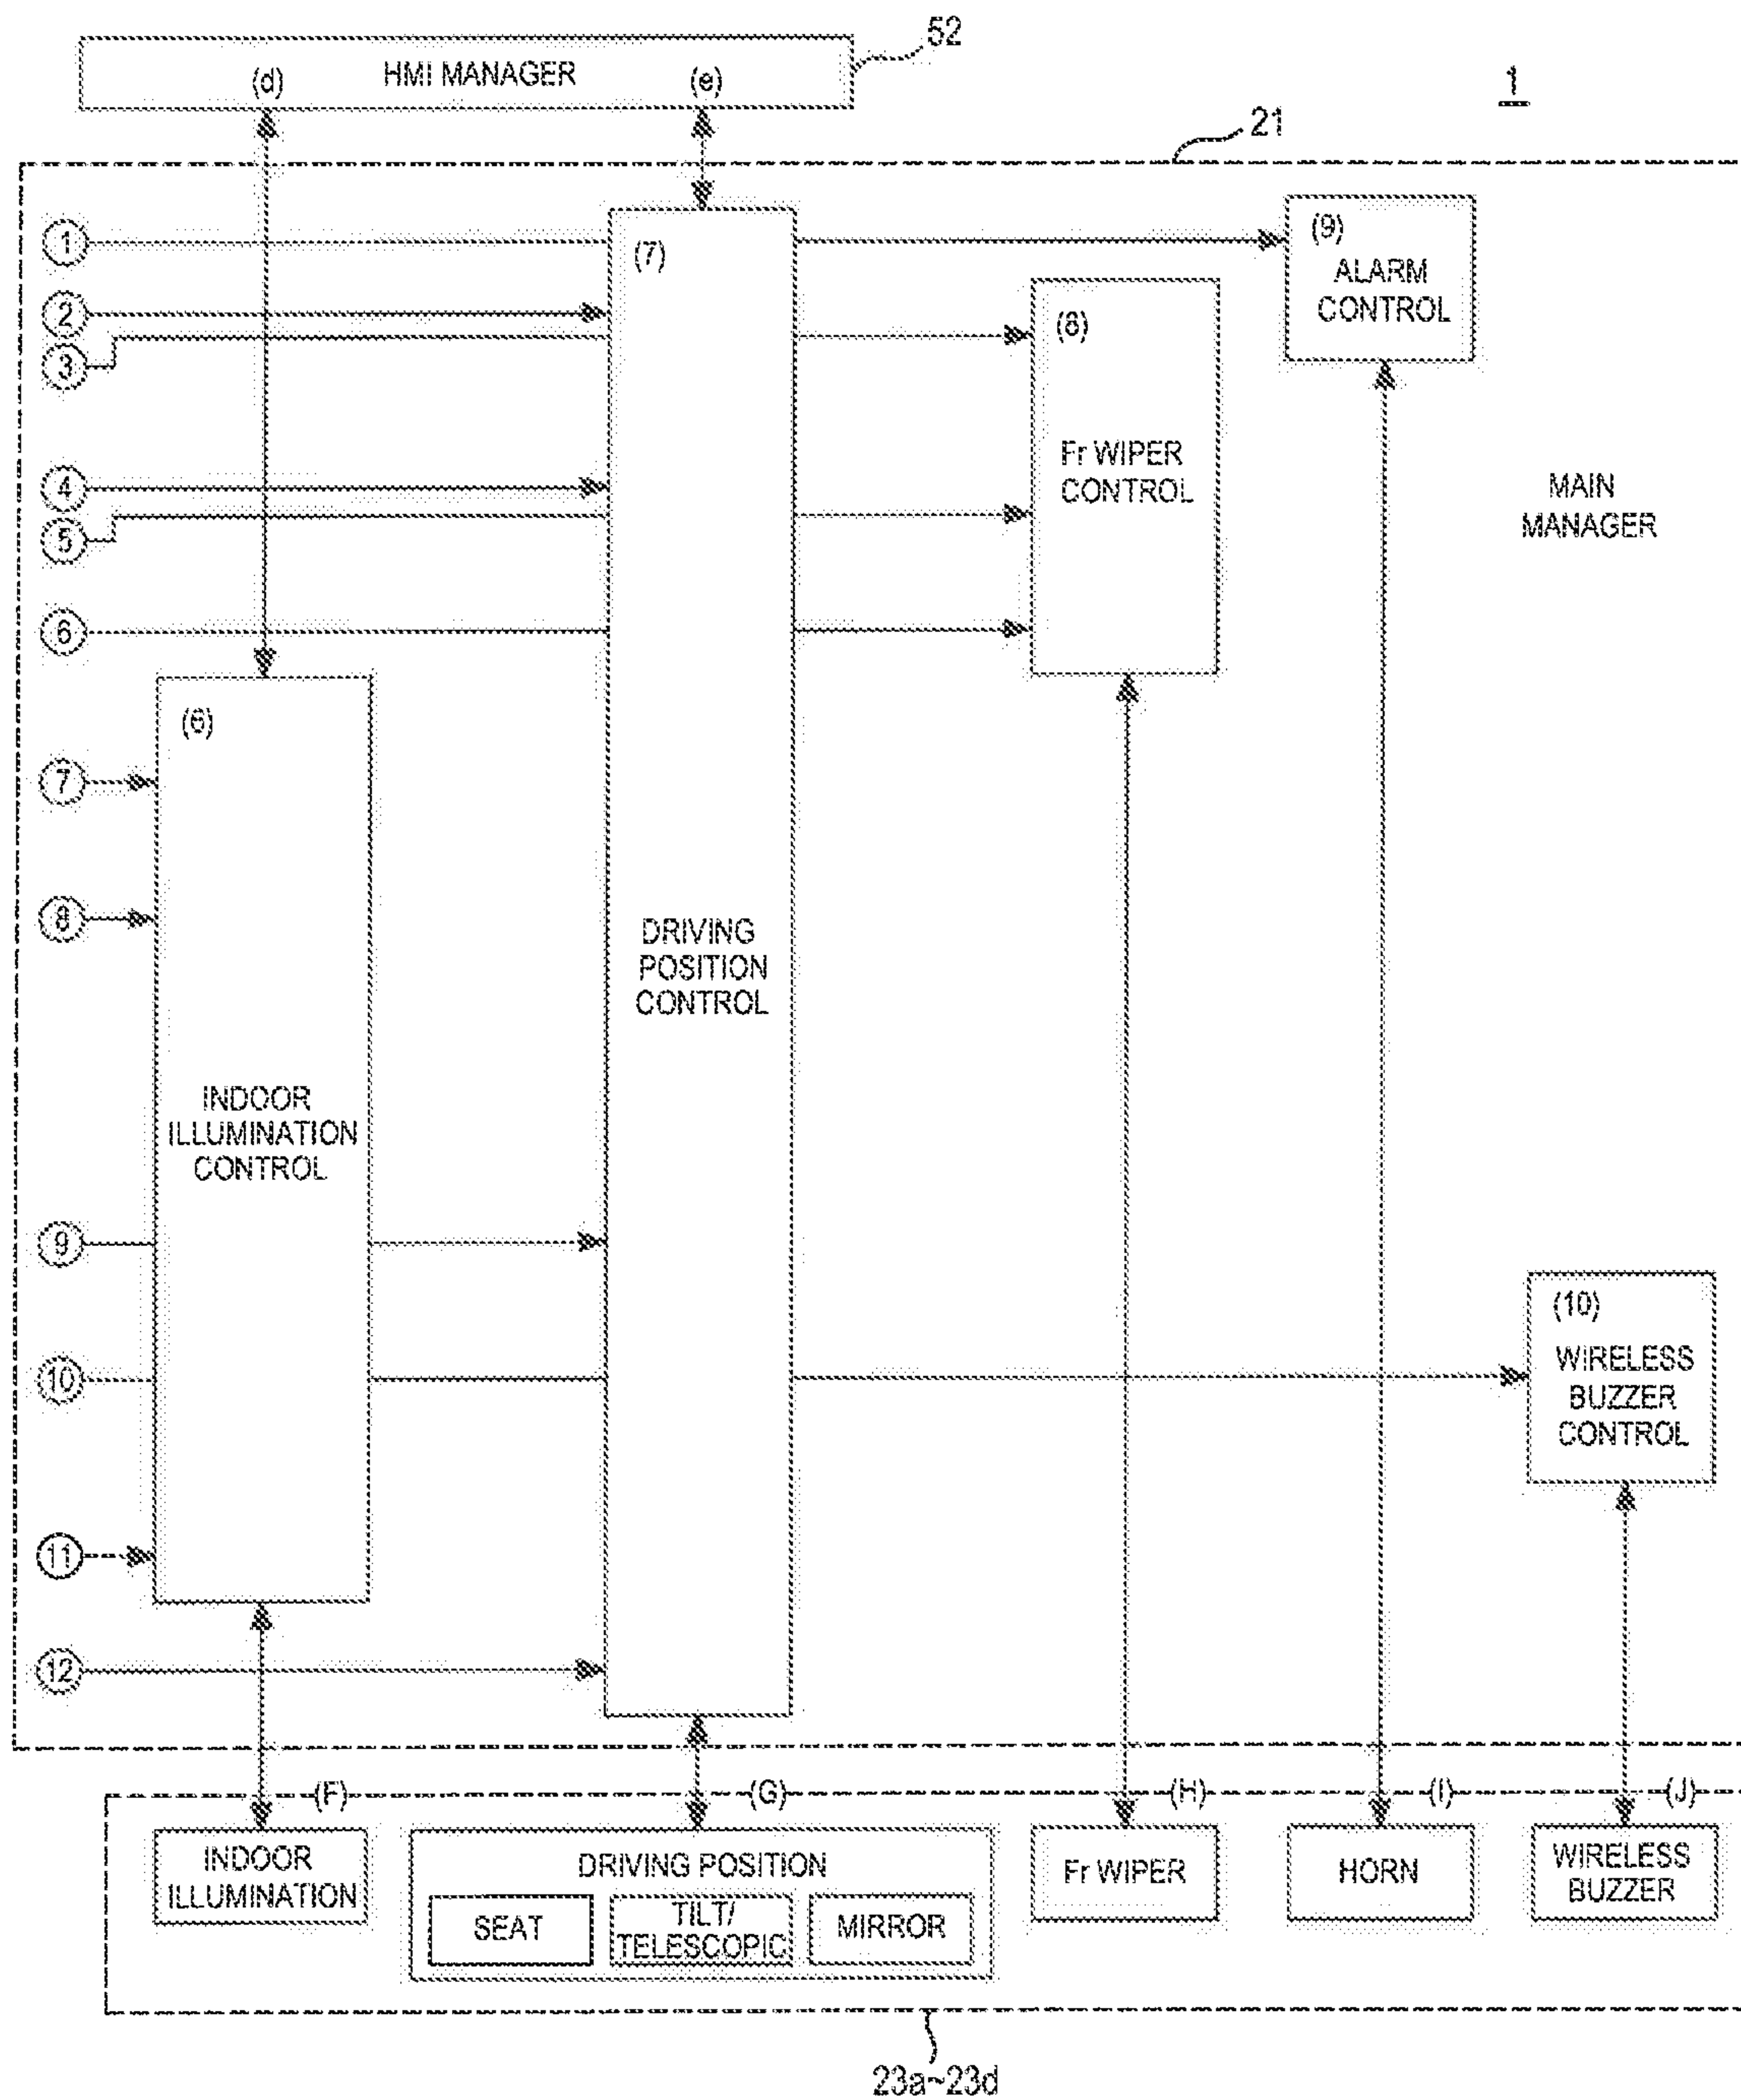 52
(d) HMI MANAGER (e)
1
21
① (7) (9)
ALARM
CONTROL
②
③ (8)
④ Fr WIPER
CONTROL
⑤
MAIN
MANAGER
⑥
(6)
⑦
⑧
DRIVING
POSITION
CONTROL
INDOOR
ILLUMINATION
CONTROL
⑨
⑩
(10)
WIRELESS
BUZZER
CONTROL
⑪
⑫
(F) (G) (H) (I) (J)
INDOOR
ILLUMINATION
DRIVING POSITION
SEAT
TILT/
TELESCOPIC
MIRROR
Fr WIPER
HORN
WIRELESS
BUZZER
23a~23d